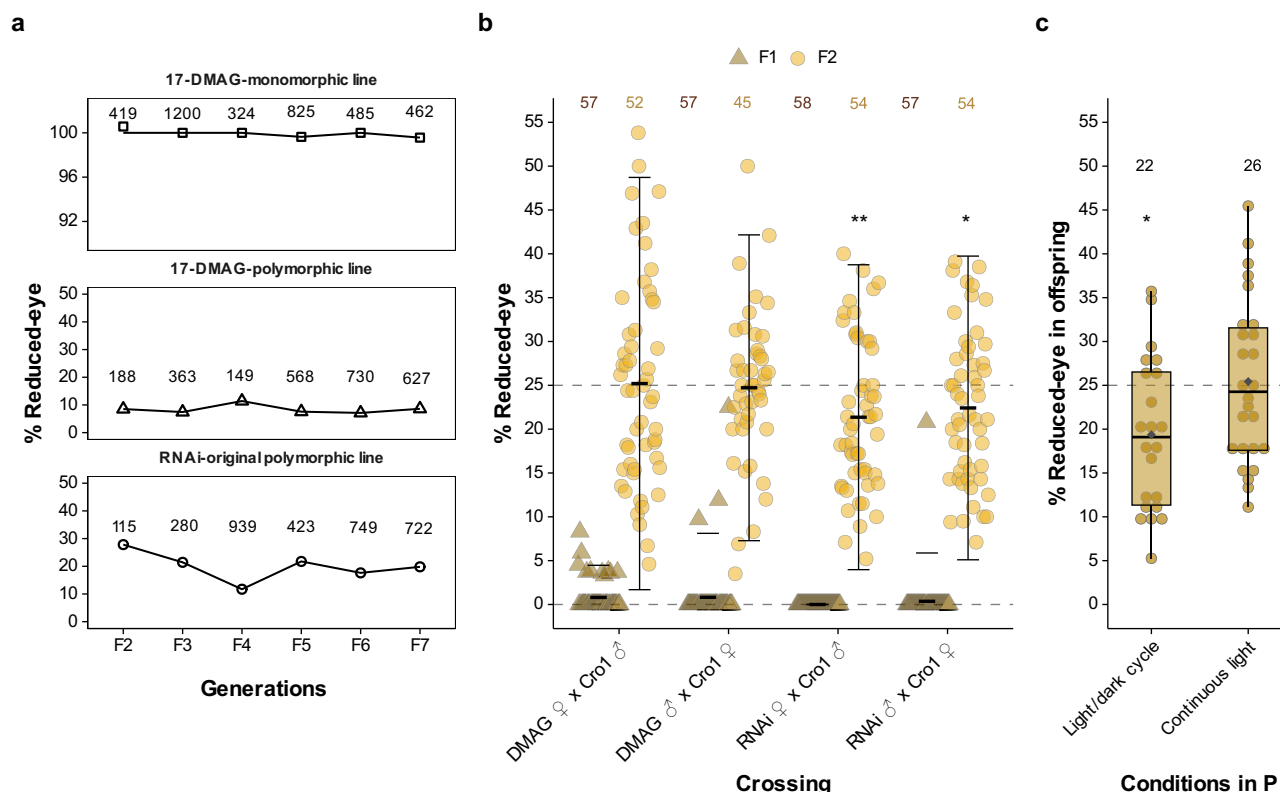 a
17-DMAG-monomorphic line
419 1200 324 825 485 462
100
96
92
17-DMAG-polymorphic line
188 363 149 568 730 627
50
40
30
20
10
0
RNAi-original polymorphic line
115 280 939 423 749 722
50
40
30
20
10
0
% Reduced-eye
F2 F3 F4 F5 F6 F7
Generations
b
F1 F2
57 52 57 45 58 54 57 54
** *
55
50
45
40
35
30
25
20
15
10
5
0
% Reduced-eye
DMAG ♀ x Cro1 ♂
DMAG ♂ x Cro1 ♀
RNAi ♀ x Cro1 ♂
RNAi ♂ x Cro1 ♀
Crossing
c
22 26
*
55
50
45
40
35
30
25
20
15
10
5
0
% Reduced-eye in offspring
Light/dark cycle
Continuous light
Conditions in P